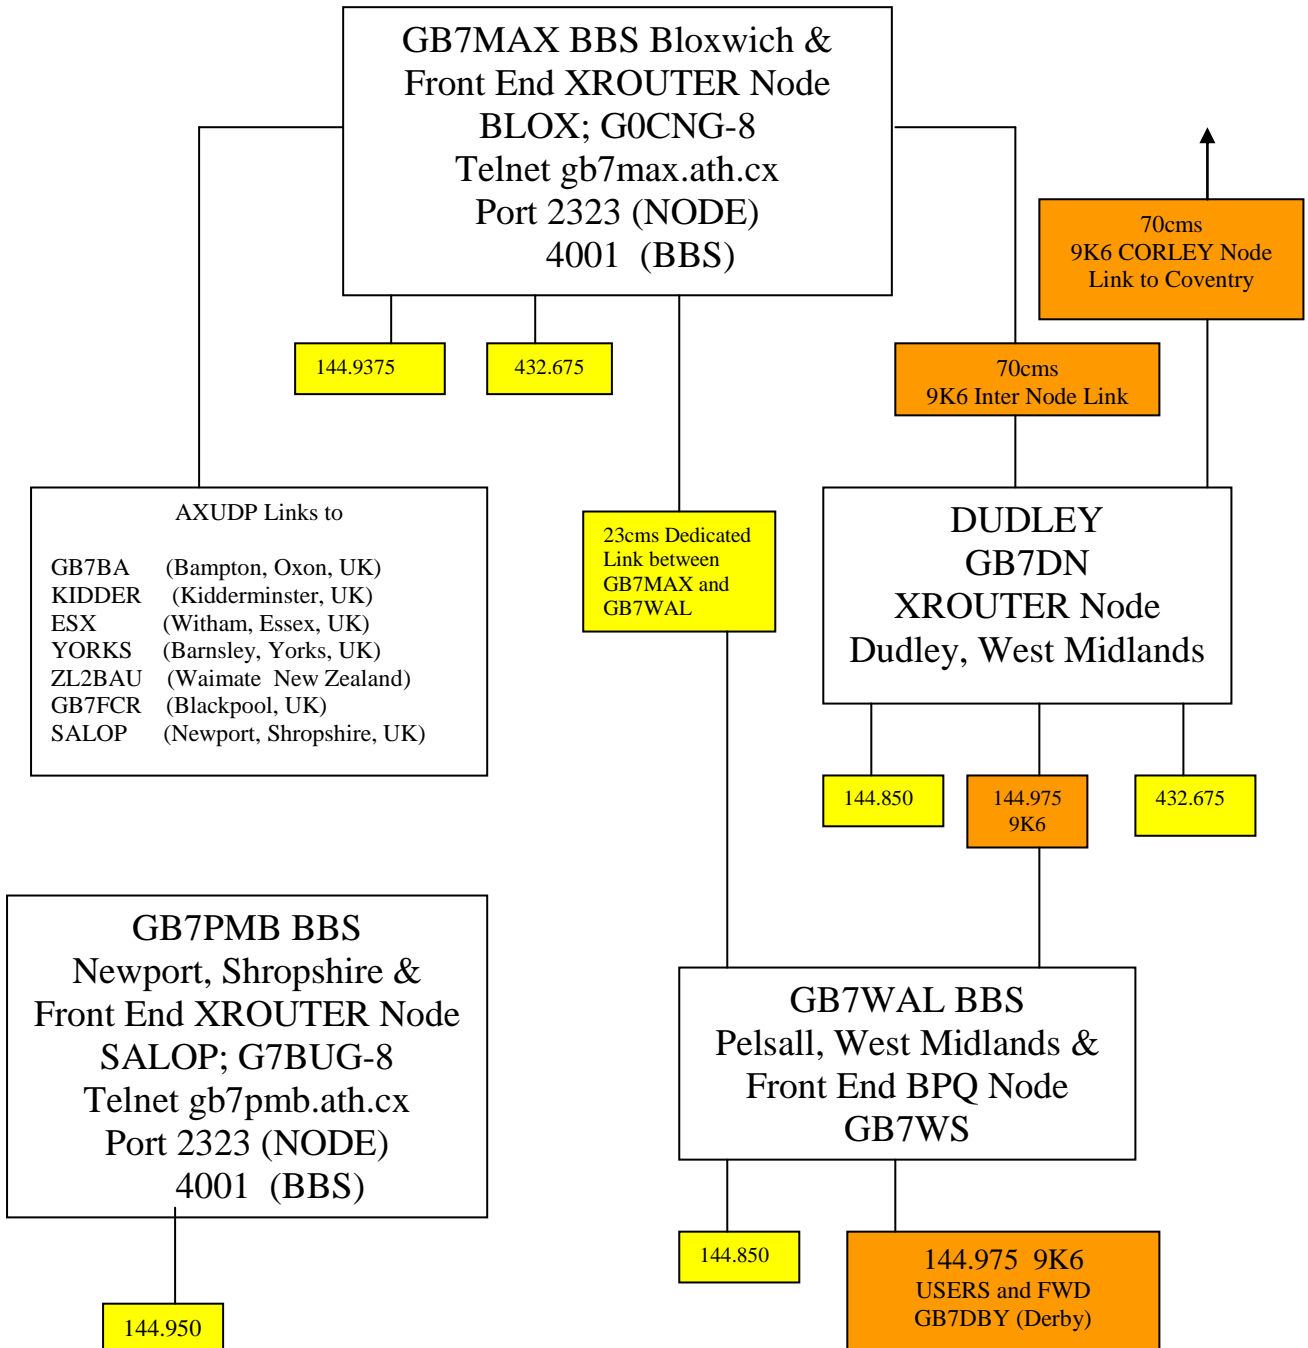 GB7MAX BBS Bloxwich &
Front End XROUTER Node
BLOX; G0CNG-8
Telnet gb7max.ath.cx
Port 2323 (NODE)
4001 (BBS)
70cms
9K6 CORLEY Node
Link to Coventry
144.9375
432.675
70cms
9K6 Inter Node Link
AXUDP Links to
GB7BA (Bampton, Oxon, UK)
KIDDER (Kidderminster, UK)
ESX (Witham, Essex, UK)
YORKS (Barnsley, Yorks, UK)
ZL2BAU (Waimate New Zealand)
GB7FCR (Blackpool, UK)
SALOP (Newport, Shropshire, UK)
23cms Dedicated
Link between
GB7MAX and
GB7WAL
DUDLEY
GB7DN
XROUTER Node
Dudley, West Midlands
144.850
144.975
9K6
432.675
GB7PMB BBS
Newport, Shropshire &
Front End XROUTER Node
SALOP; G7BUG-8
Telnet gb7pmb.ath.cx
Port 2323 (NODE)
4001 (BBS)
144.950
GB7WAL BBS
Pelsall, West Midlands &
Front End BPQ Node
GB7WS
144.850
144.975 9K6
USERS and FWD
GB7DBY (Derby)